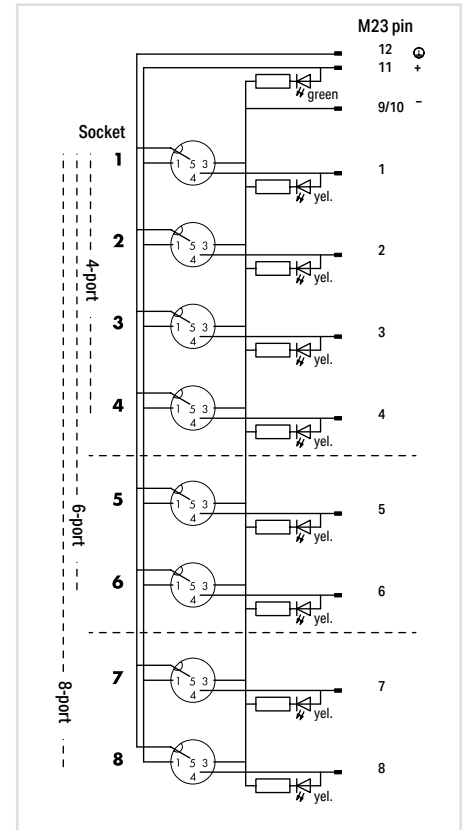 M23 pin
12
11 +
green
9/10 –
Socket
1
1 5 3
4
1
yel.
2
1 5 3
4
2
yel.
4-port
3
1 5 3
4
3
yel.
4
1 5 3
4
4
yel.
5
1 5 3
4
5
yel.
6-port
6
1 5 3
4
6
yel.
7
1 5 3
4
7
yel.
8-port
8
1 5 3
4
8
yel.